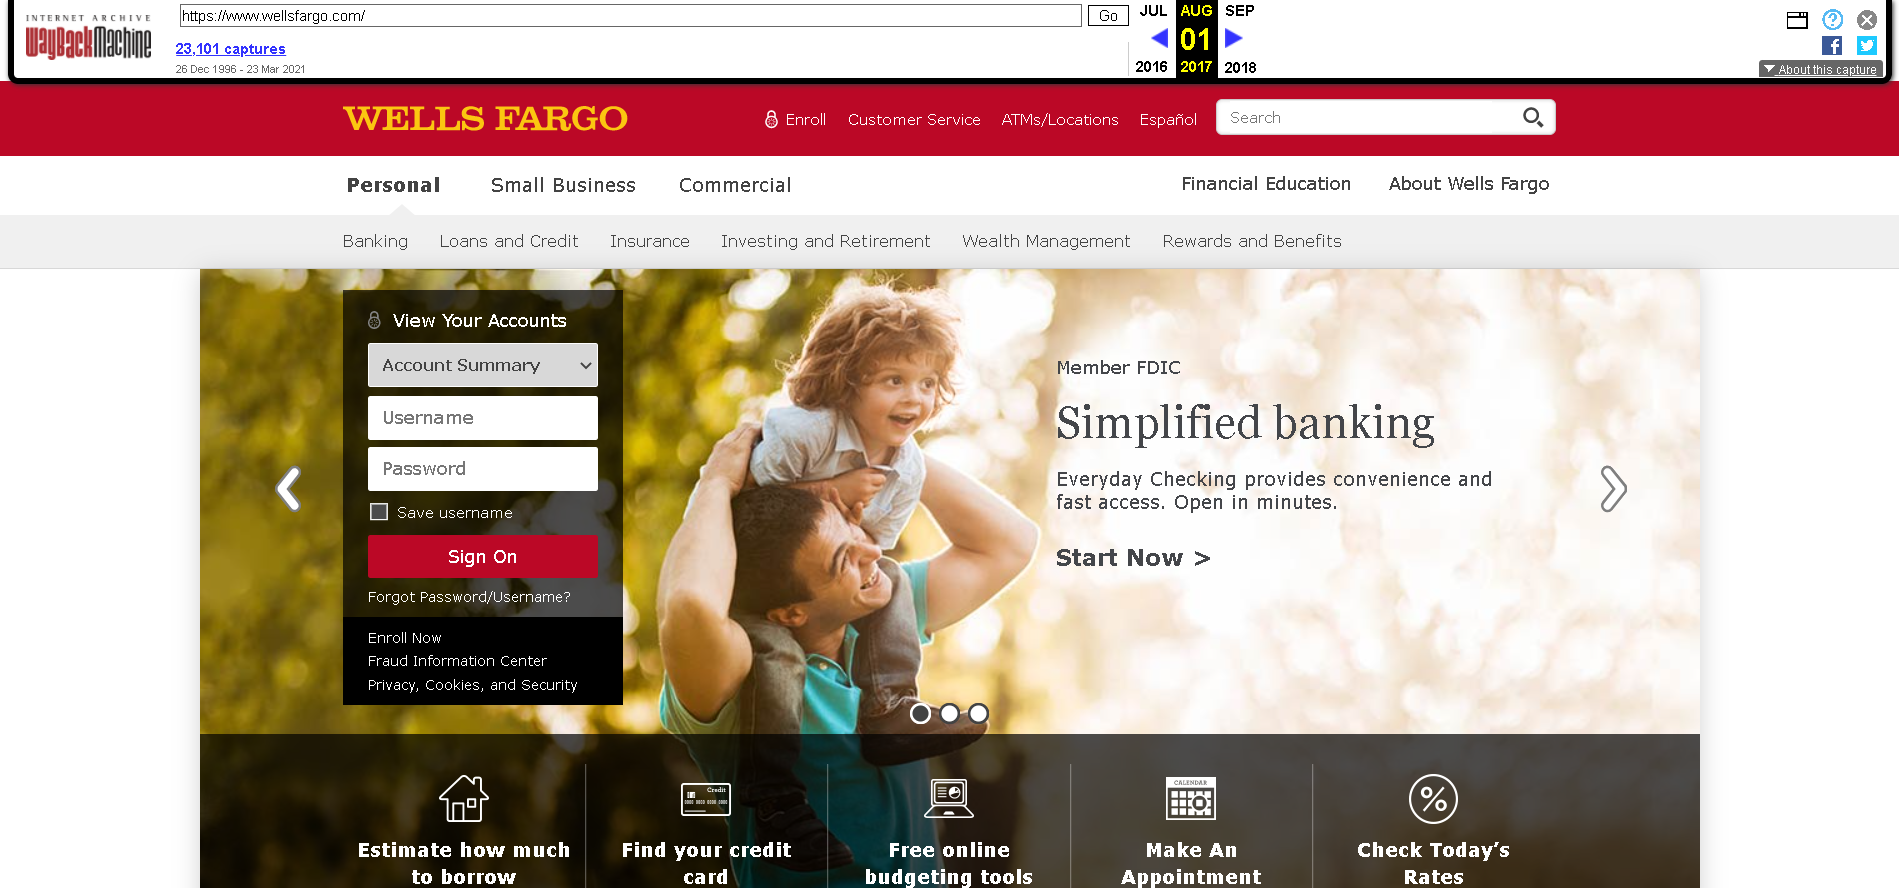 INTERNET ARCHIVE
WayBackMachine
https://www.wellsfargo.com/
Go
23,101 captures
26 Dec 1996 - 23 Mar 2021
JUL AUG SEP
01
2016 2017 2018
About this capture
WELLS FARGO
Enroll Customer Service ATMs/Locations Español
Search
Personal Small Business Commercial Financial Education About Wells Fargo
Banking Loans and Credit Insurance Investing and Retirement Wealth Management Rewards and Benefits
View Your Accounts
Account Summary
Username
Password
Save username
Sign On
Forgot Password/Username?
Enroll Now
Fraud Information Center
Privacy, Cookies, and Security
Member FDIC
Simplified banking
Everyday Checking provides convenience and
fast access. Open in minutes.
Start Now >
Estimate how much
to borrow
Credit
Find your credit
card
Free online
budgeting tools
CALENDAR
Make An
Appointment
%
Check Today's
Rates